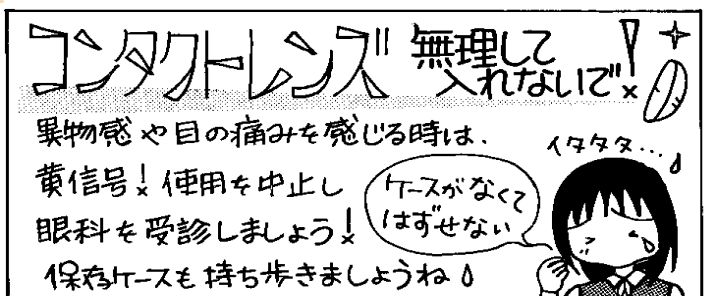 コンタクトレンズ 無理して
入れないで!
異物感や目の痛みを感じる時は、
黄信号!使用を中止し
眼科を受診しましょう!
保存ケースも持ち歩きましょうね
イタタタ…
ケースがなくて
はずせない